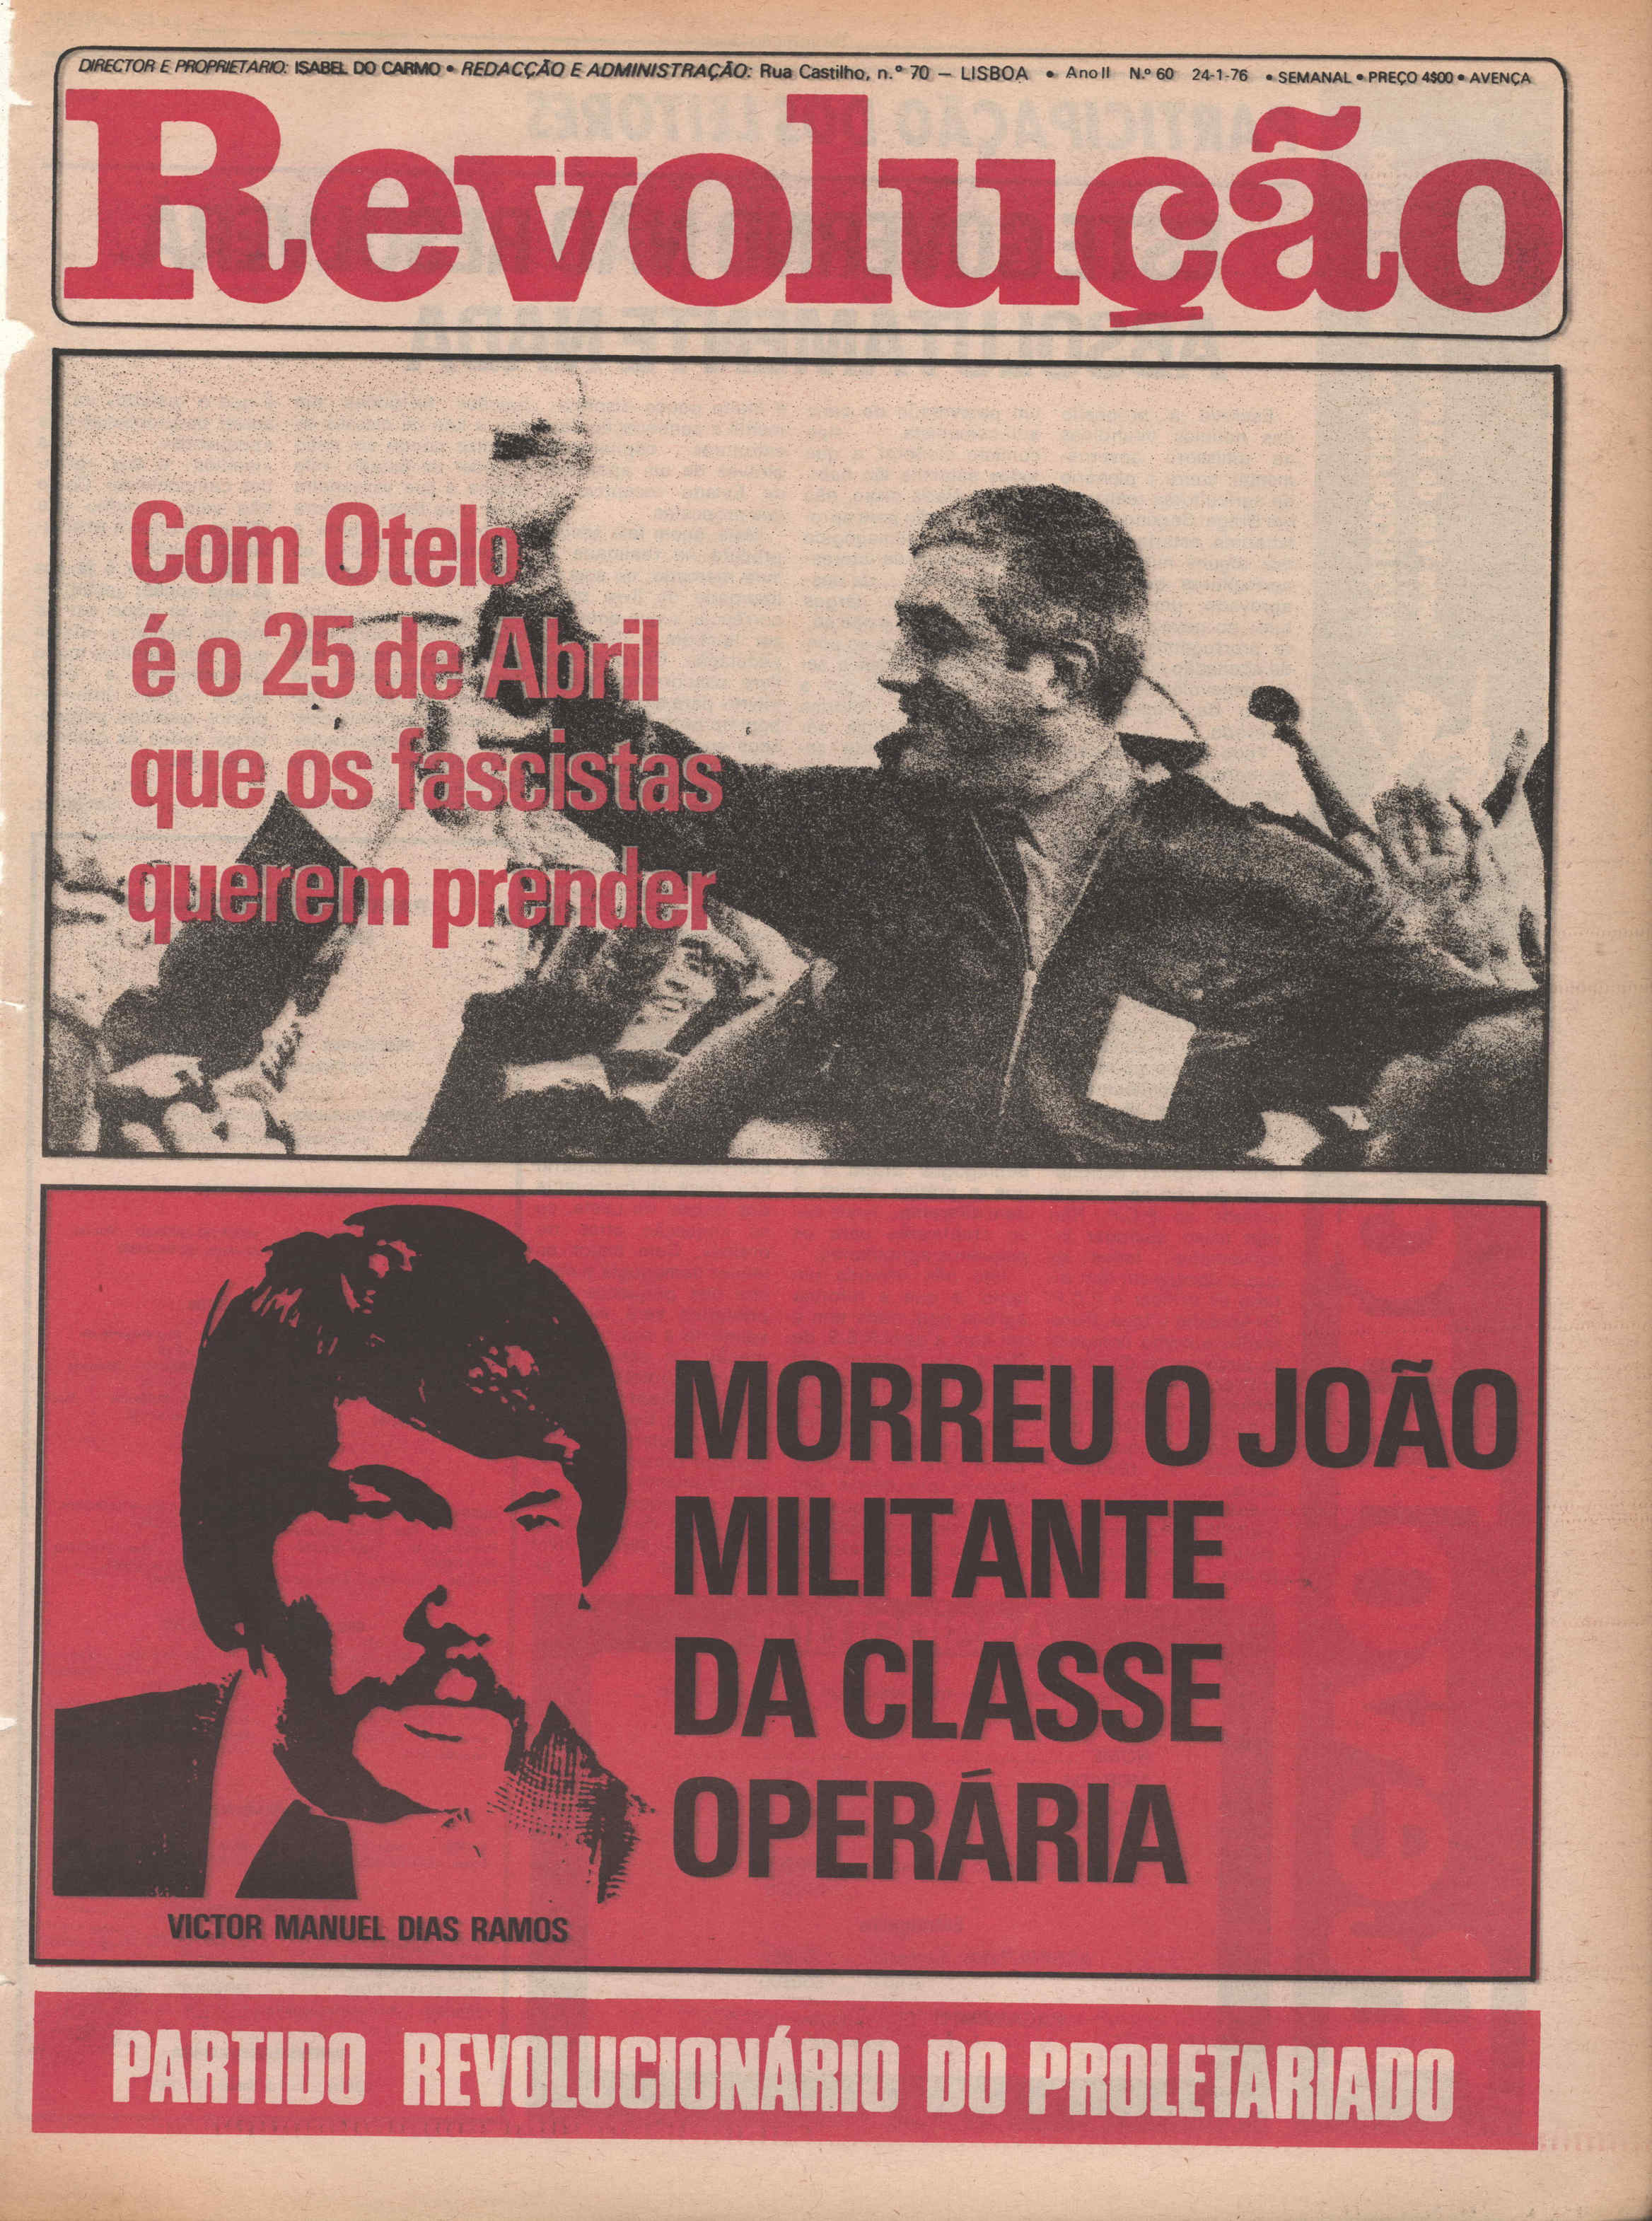 DIRECTOR E PROPRIETARIO: ISABEL DO CARMO • REDACÇÃO E ADMINISTRAÇÃO: Rua Castilho, n.º 70 — LISBOA • Ano II N.º 60 24-1-76 • SEMANAL • PREÇO 4$00 • AVENÇA
Revolução
Com Otelo
é o 25 de Abril
que os fascistas
querem prender
MORREU O JOÃO
MILITANTE
DA CLASSE
OPERÁRIA
VICTOR MANUEL DIAS RAMOS
PARTIDO REVOLUCIONÁRIO DO PROLETARIADO